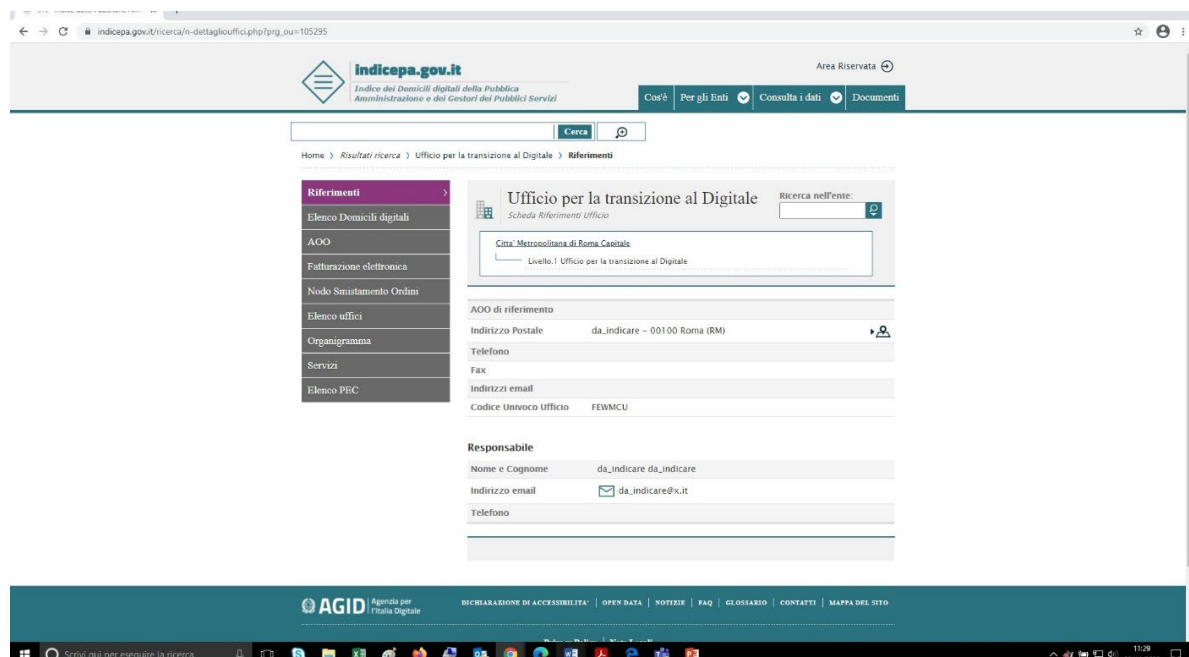 indicepa.gov.it/ricerca/n-dettagliouffici.php?prg_ou=105295
indicepa.gov.it
Indice dei Domicili digitali della Pubblica
Amministrazione e dei Gestori dei Pubblici Servizi
Area Riservata
Cos'è Per gli Enti Consulta i dati Documenti
Cerca
Home > Risultati ricerca > Ufficio per la transizione al Digitale > Riferimenti
Riferimenti
Elenco Domicili digitali
AOO
Fatturazione elettronica
Nodo Smistamento Ordini
Elenco uffici
Organigramma
Servizi
Elenco PEC
Ufficio per la transizione al Digitale
Scheda Riferimenti Ufficio
Ricerca nell'ente:
Citta' Metropolitana di Roma Capitale
Livello.1 Ufficio per la transizione al Digitale
AOO di riferimento
Indirizzo Postale da_indicare - 00100 Roma (RM)
Telefono
Fax
Indirizzi email
Codice Univoco Ufficio FEWMCU
Responsabile
Nome e Cognome da_indicare da_indicare
Indirizzo email da_indicare@x.it
Telefono
AGID Agenzia per
l'Italia Digitale
DICHIARAZIONE DI ACCESSIBILITA' | OPEN DATA | NOTIZIE | FAQ | GLOSSARIO | CONTATTI | MAPPA DEL SITO
Scrivi qui per eseguire la ricerca
11:29